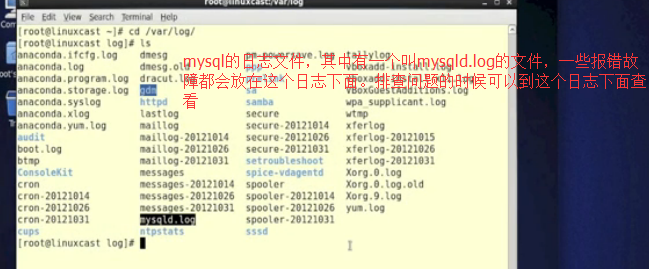 root@linuxcast:/var/log
File Edit View Search Terminal Help
[root@linuxcast ~]# cd /var/log/
[root@linuxcast log]# ls
anaconda.ifcfg.log dmesg tallylog
anaconda.log dmesg.old
anaconda.program.log dracut.log
anaconda.storage.log gdm VBoxGuestAdditions.log
anaconda.syslog httpd samba wpa_supplicant.log
anaconda.xlog lastlog secure wtmp
anaconda.yum.log maillog secure-20121014 xferlog
audit maillog-20121014 secure-20121026 xferlog-20121015
boot.log maillog-20121026 secure-20121031 xferlog-20121026
btmp maillog-20121031 setroubleshoot xferlog-20121031
ConsoleKit messages spice-vdagentd Xorg.0.log
cron messages-20121014 spooler Xorg.0.log.old
cron-20121014 messages-20121026 spooler-20121014 Xorg.9.log
cron-20121026 messages-20121031 spooler-20121026 yum.log
cron-20121031 mysqld.log spooler-20121031
cups ntpstats sssd
[root@linuxcast log]#
mysql的日志文件，其中有一个叫mysqld.log的文件，一些报错故
障都会放在这个日志下面。排查问题的时候可以到这个日志下面查
看